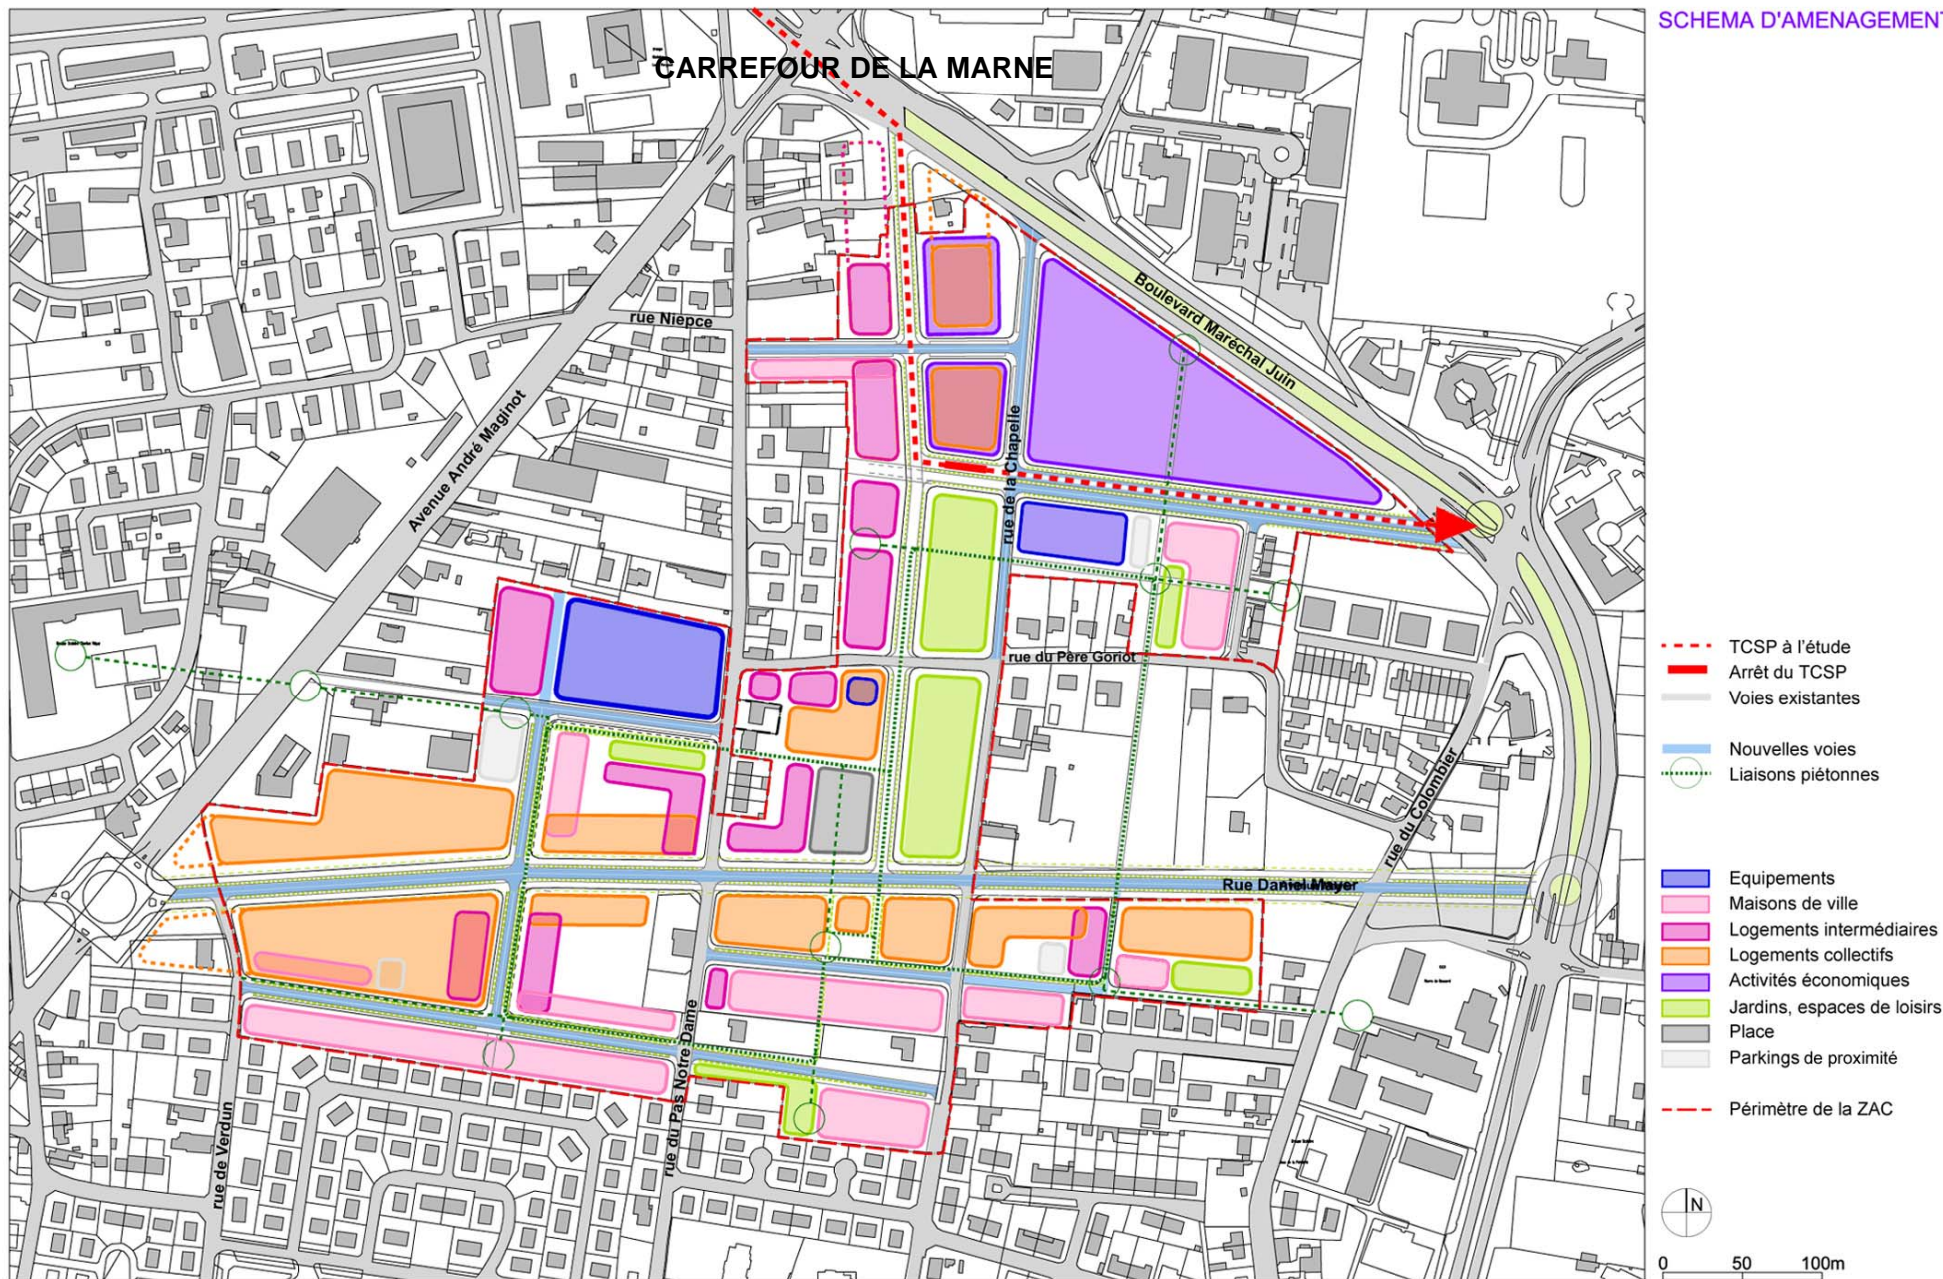 SCHEMA D'AMENAGEMENT
CARREFOUR DE LA MARNE
Boulevard Maréchal Juin
rue Niepce
Avenue André Maginot
rue de la Chapelle
rue du Père Goriot
rue du Colombier
Rue Daniel Mayer
rue du Pas Notre Dame
rue de Verdun
TCSP à l'étude
Arrêt du TCSP
Voies existantes
Nouvelles voies
Liaisons piétonnes
Equipements
Maisons de ville
Logements intermédiaires
Logements collectifs
Activités économiques
Jardins, espaces de loisirs
Place
Parkings de proximité
Périmètre de la ZAC
N
0 50 100m